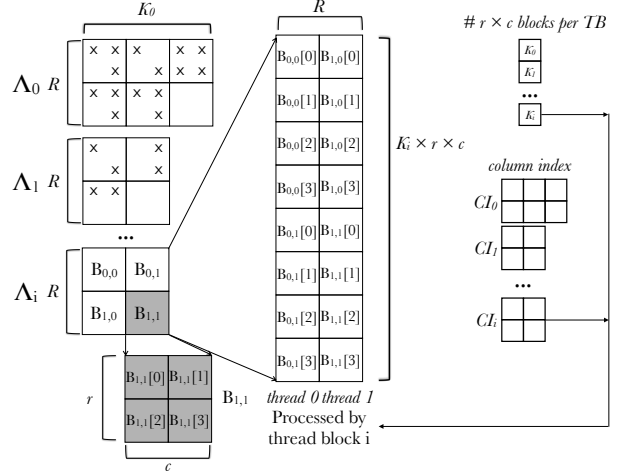 K0
Λ0 R
x x x x x
x x x x
x x x x
x x
Λ1 R
x x
x x
x x
...
Λi R
B0,0 B0,1
B1,0 B1,1
r
B1,1[0] B1,1[1]
B1,1[2] B1,1[3]
B1,1
c
R
B0,0[0] B1,0[0]
B0,0[1] B1,0[1]
B0,0[2] B1,0[2]
B0,0[3] B1,0[3]
B0,1[0] B1,1[0]
B0,1[1] B1,1[1]
B0,1[2] B1,1[2]
B0,1[3] B1,1[3]
Ki × r × c
thread 0 thread 1
Processed by
thread block i
# r × c blocks per TB
K0
K1
...
Ki
column index
CI0
CI1
...
CIi